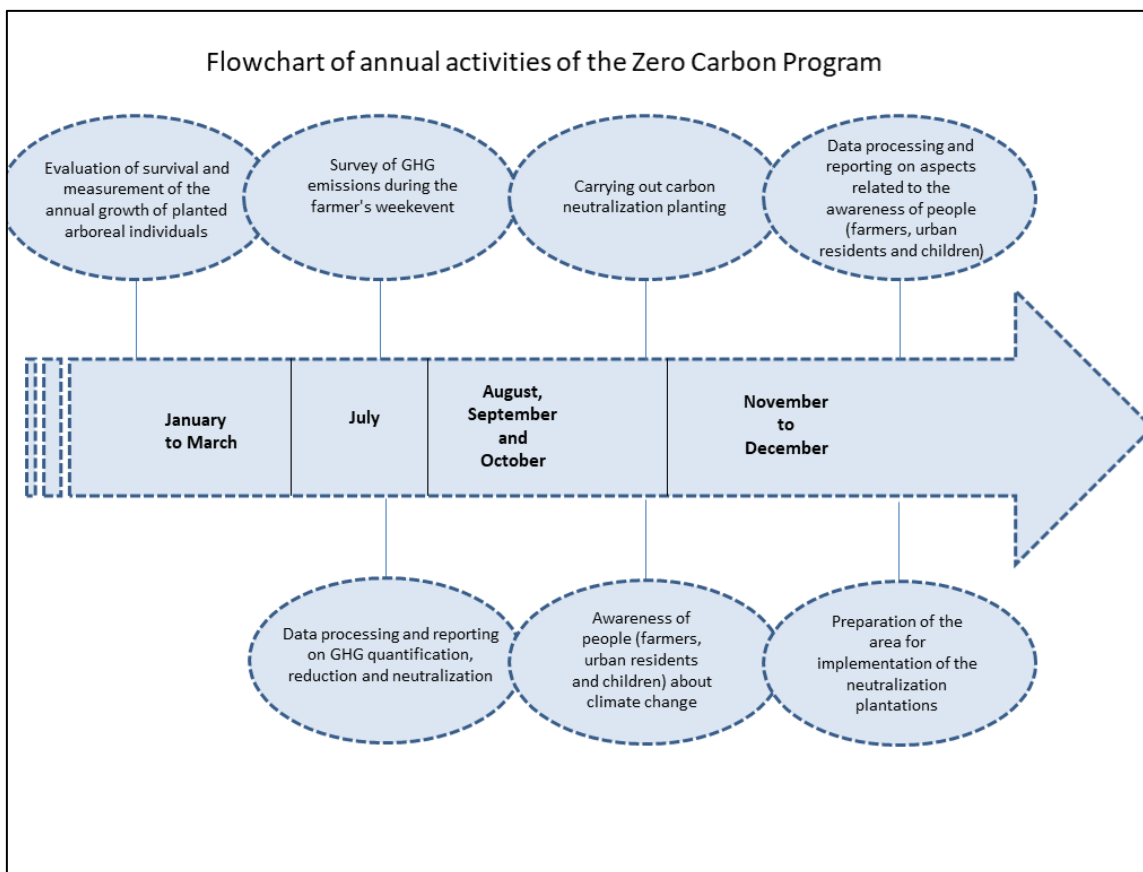 Flowchart of annual activities of the Zero Carbon Program
Evaluation of survival and
measurement of the
annual growth of planted
arboreal individuals
Survey of GHG
emissions during the
farmer's weekevent
Carrying out carbon
neutralization planting
Data processing and
reporting on aspects
related to the
awareness of people
(farmers, urban
residents and children)
January
to March
July
August,
September
and
October
November
to
December
Data processing and reporting
on GHG quantification,
reduction and neutralization
Awareness of
people (farmers,
urban residents
and children) about
climate change
Preparation of the
area for
implementation of the
neutralization
plantations